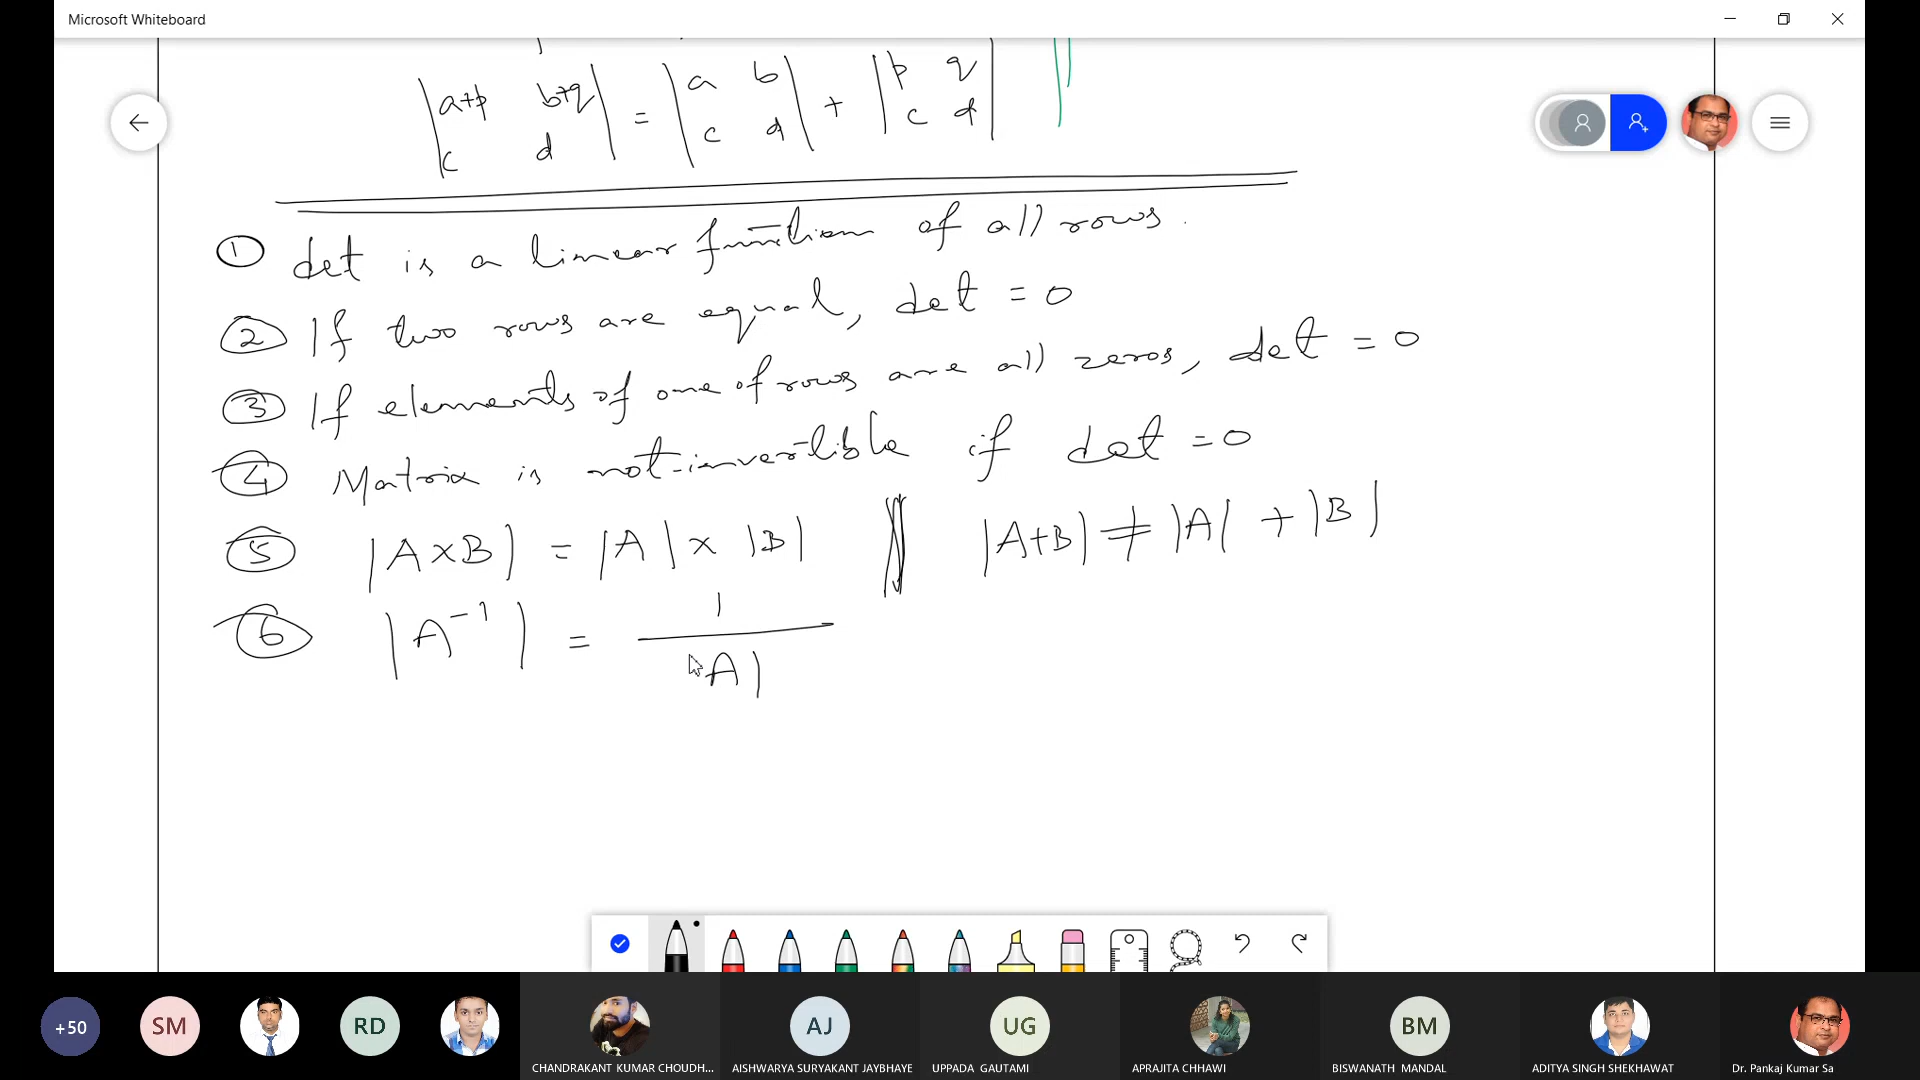 Microsoft Whiteboard
|a+p b+q| = |a b| + |p q|
|c d| |c d| |c d|
① det is a linear function of all rows.
② If two rows are equal, det = 0
③ If elements of one of rows are all zeros, det = 0
④ Matrix is not-invertible if det = 0
⑤ |A×B| = |A| × |B| || |A+B| ≠ |A| + |B|
⑥ |A⁻¹| = 1
|A|
+50 SM RD AJ UG BM
CHANDRAKANT KUMAR CHOUDH... AISHWARYA SURYAKANT JAYBHAYE UPPADA GAUTAMI APRAJITA CHHAWI BISWANATH MANDAL ADITYA SINGH SHEKHAWAT Dr. Pankaj Kumar Sa